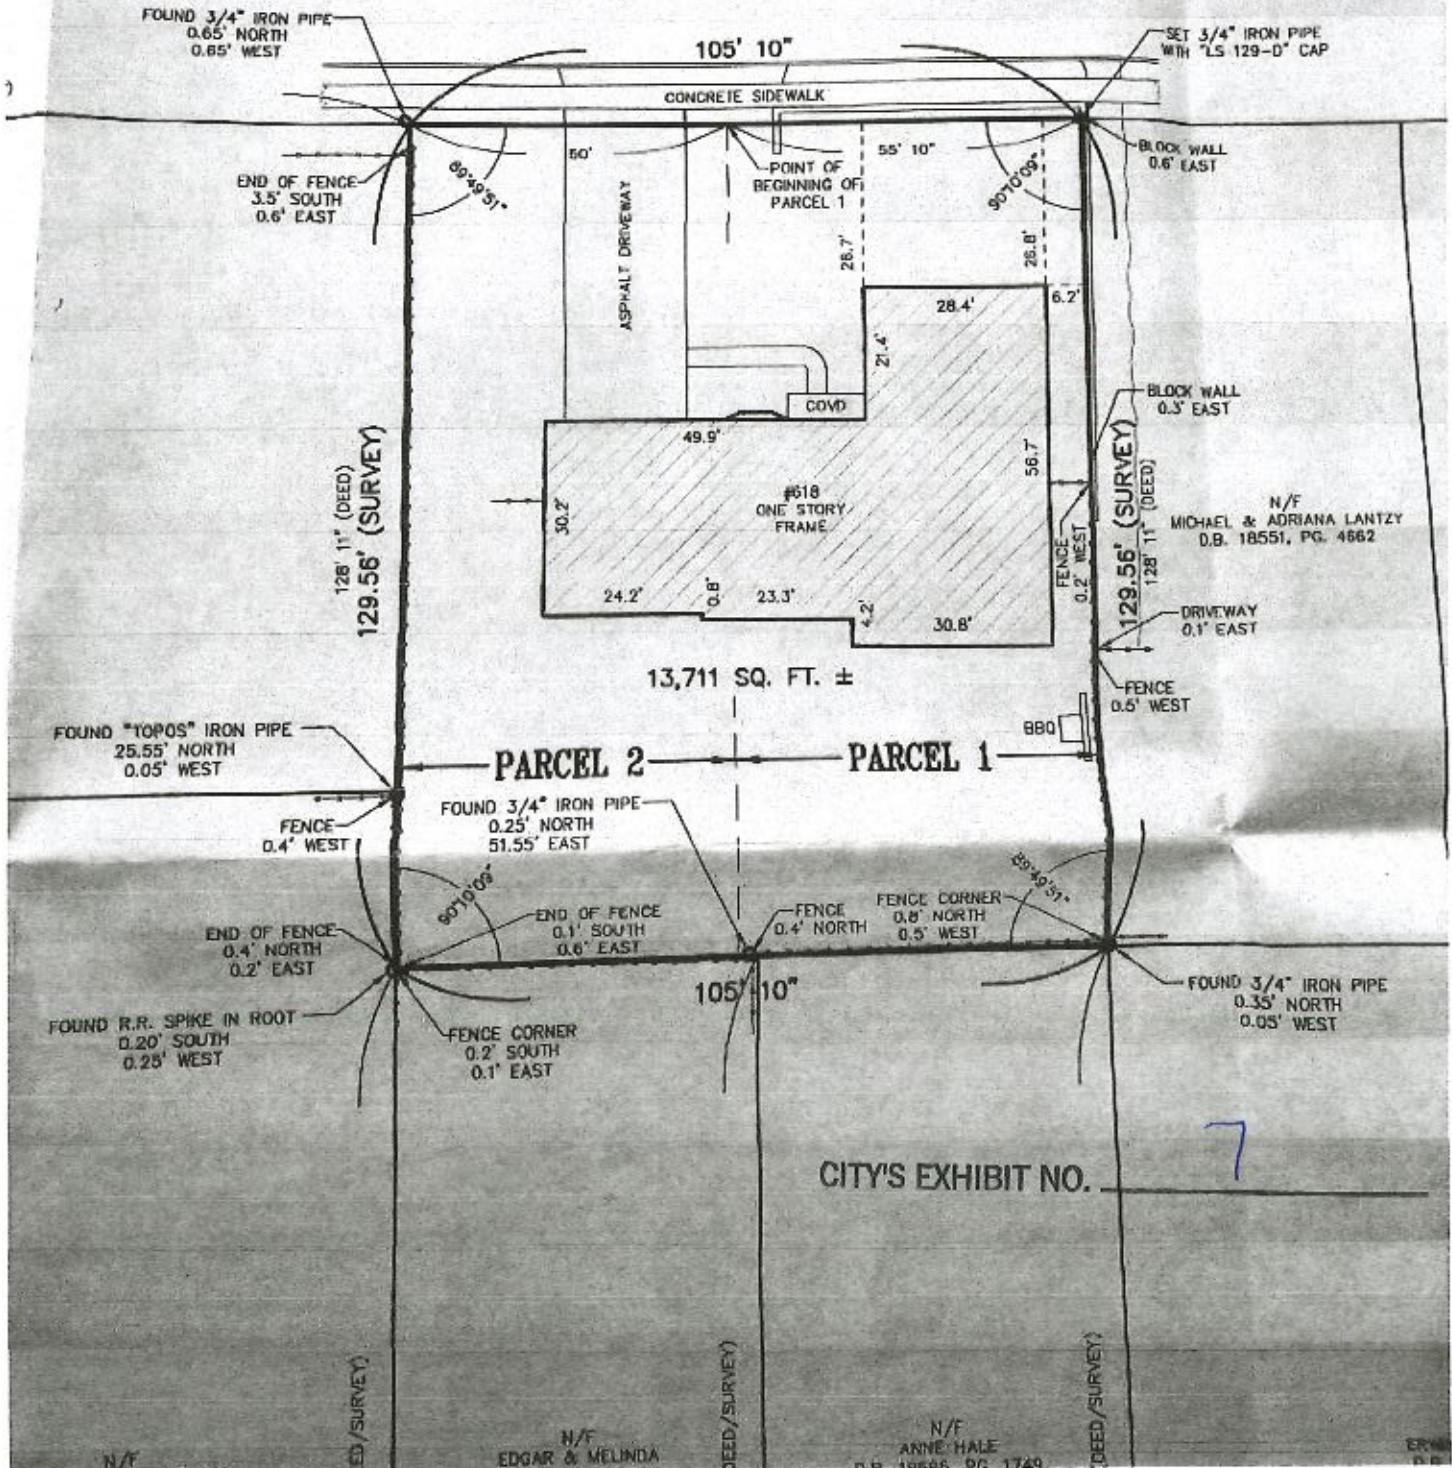 FOUND 3/4" IRON PIPE
0.65' NORTH
0.65' WEST
105' 10"
SET 3/4" IRON PIPE
WITH "LS 129-D" CAP
CONCRETE SIDEWALK
BLOCK WALL
0.6' EAST
50'
55' 10"
POINT OF
BEGINNING OF
PARCEL 1
END OF FENCE
3.5' SOUTH
0.6' EAST
89°49'51"
90°10'09"
ASPHALT DRIVEWAY
26.7'
26.8'
28.4'
6.2'
21.4'
COVD
BLOCK WALL
0.3' EAST
49.9'
128' 11" (DEED)
129.56' (SURVEY)
30.2'
#618
ONE STORY
FRAME
56.7'
FENCE
0.2' WEST
129.56' (SURVEY)
128' 11" (DEED)
N/F
MICHAEL & ADRIANA LANTZY
D.B. 18551, PG. 4662
24.2'
0.8'
23.3'
4.2'
30.8'
DRIVEWAY
0.1' EAST
13,711 SQ. FT. ±
FENCE
0.5' WEST
BBQ
FOUND "TOPOS" IRON PIPE
25.55' NORTH
0.05' WEST
PARCEL 2
PARCEL 1
FENCE
0.4' WEST
FOUND 3/4" IRON PIPE
0.25' NORTH
51.55' EAST
90°10'09"
89°49'51"
END OF FENCE
0.4' NORTH
0.2' EAST
END OF FENCE
0.1' SOUTH
0.6' EAST
FENCE
0.4' NORTH
FENCE CORNER
0.8' NORTH
0.5' WEST
105' 10"
FOUND R.R. SPIKE IN ROOT
0.20' SOUTH
0.25' WEST
FENCE CORNER
0.2' SOUTH
0.1' EAST
FOUND 3/4" IRON PIPE
0.35' NORTH
0.05' WEST
CITY'S EXHIBIT NO. 7
ED/SURVEY)
DEED/SURVEY)
(DEED/SURVEY)
N/F
N/F
EDGAR & MELINDA
N/F
ANNE HALE
D.B. 18686, PG. 1749